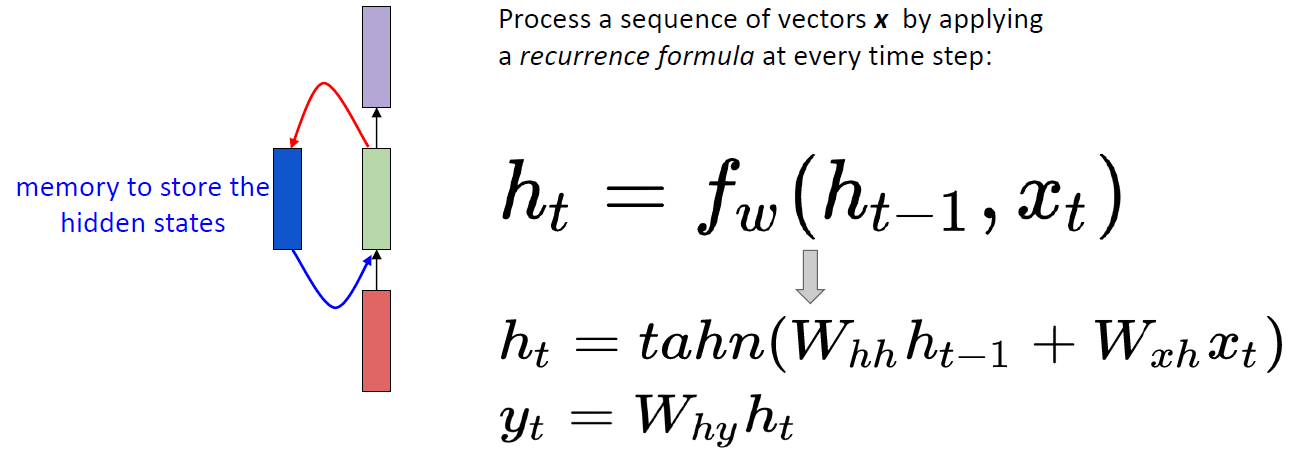 Process a sequence of vectors x by applying
a recurrence formula at every time step:
memory to store the
hidden states
h_t = f_w(h_{t-1}, x_t)
h_t = tahn(W_{hh} h_{t-1} + W_{xh} x_t)
y_t = W_{hy} h_t